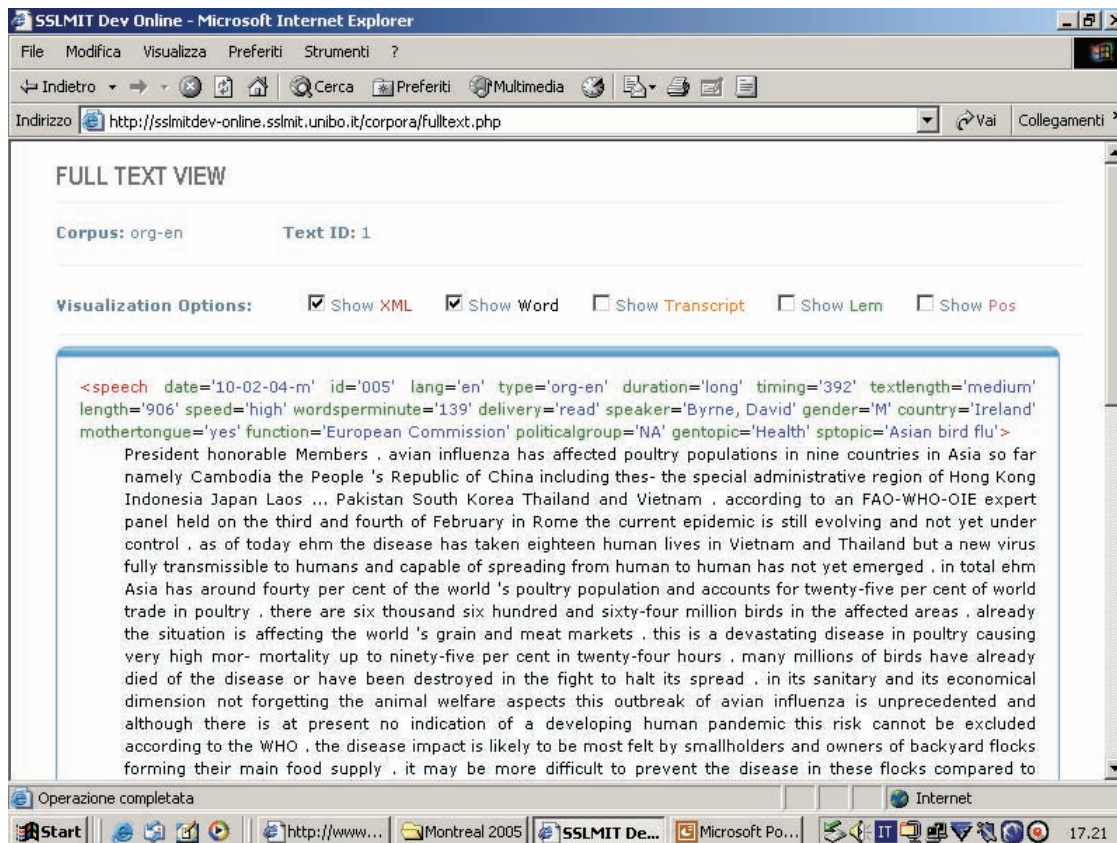 SSLMIT Dev Online - Microsoft Internet Explorer
File Modifica Visualizza Preferiti Strumenti ?
Indietro Cerca Preferiti Multimedia
Indirizzo http://sslmitdev-online.sslmit.unibo.it/corpora/fulltext.php Vai Collegamenti
FULL TEXT VIEW
Corpus: org-en Text ID: 1
Visualization Options: Show XML Show Word Show Transcript Show Lem Show Pos
<speech date='10-02-04-m' id='005' lang='en' type='org-en' duration='long' timing='392' textlength='medium'
length='906' speed='high' wordsperminute='139' delivery='read' speaker='Byrne, David' gender='M' country='Ireland'
mothertongue='yes' function='European Commission' politicalgroup='NA' gentopic='Health' sptopic='Asian bird flu'>
President honorable Members , avian influenza has affected poultry populations in nine countries in Asia so far
namely Cambodia the People 's Republic of China including thes- the special administrative region of Hong Kong
Indonesia Japan Laos ... Pakistan South Korea Thailand and Vietnam , according to an FAO-WHO-OIE expert
panel held on the third and fourth of February in Rome the current epidemic is still evolving and not yet under
control , as of today ehm the disease has taken eighteen human lives in Vietnam and Thailand but a new virus
fully transmissible to humans and capable of spreading from human to human has not yet emerged , in total ehm
Asia has around fourty per cent of the world 's poultry population and accounts for twenty-five per cent of world
trade in poultry , there are six thousand six hundred and sixty-four million birds in the affected areas , already
the situation is affecting the world 's grain and meat markets , this is a devastating disease in poultry causing
very high mor- mortality up to ninety-five per cent in twenty-four hours , many millions of birds have already
died of the disease or have been destroyed in the fight to halt its spread , in its sanitary and its economical
dimension not forgetting the animal welfare aspects this outbreak of avian influenza is unprecedented and
although there is at present no indication of a developing human pandemic this risk cannot be excluded
according to the WHO , the disease impact is likely to be most felt by smallholders and owners of backyard flocks
forming their main food supply , it may be more difficult to prevent the disease in these flocks compared to
Operazione completata Internet
Start http://www... Montreal 2005 SSLMIT De... Microsoft Po... IT 17.21